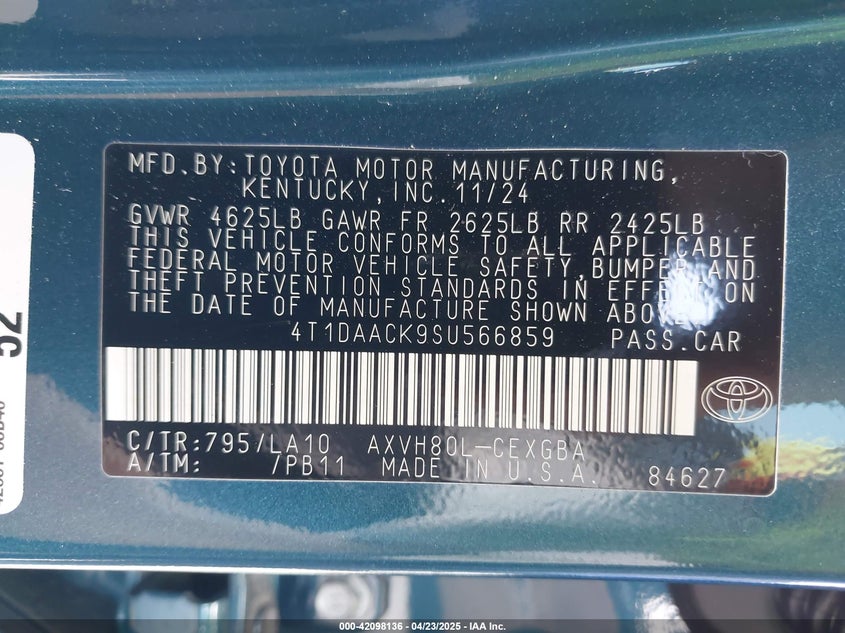 MFD.BY:TOYOTA MOTOR MANUFACTURING,
KENTUCKY,INC.11/24
GVWR 4625LB GAWR FR 2625LB RR 2425LB
THIS VEHICLE CONFORMS TO ALL APPLICABLE
FEDERAL MOTOR VEHICLE SAFETY,BUMPER,AND
THEFT PREVENTION STANDARDS IN EFFECT ON
THE DATE OF MANUFACTURE SHOWN ABOVE.
4T1DAACK9SU566859 PASS.CAR
C/TR:795/LA10 AXVH80L-CEXGBA
A/TM: /PB11 MADE IN U.S.A. 84627
52
000-42098136 - 04/23/2025 - IAA Inc.